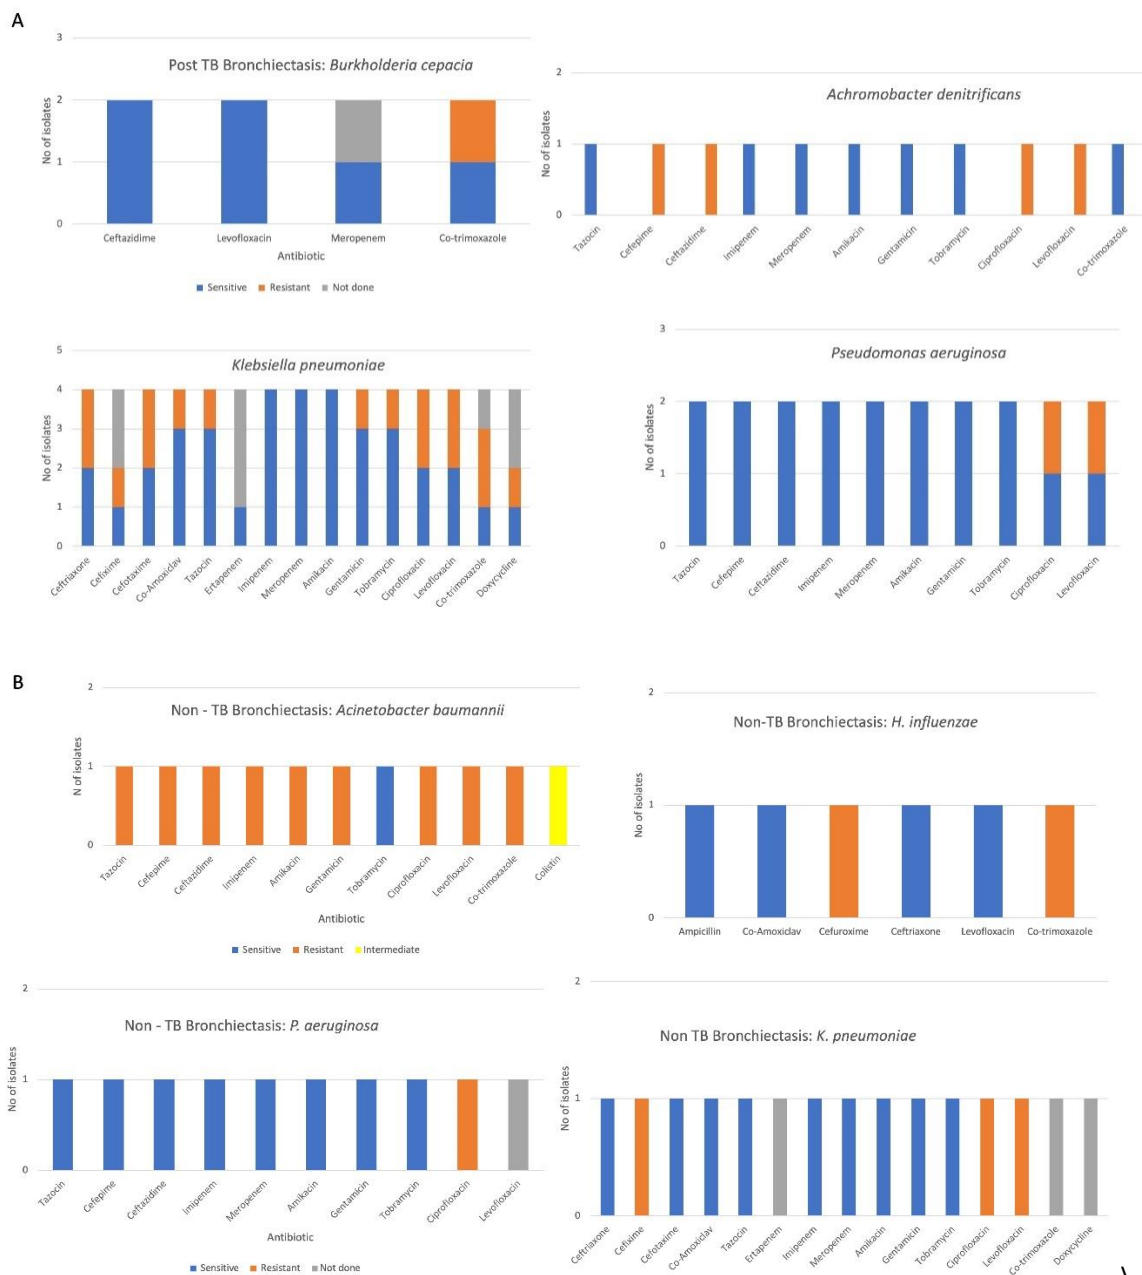 A
3
Post TB Bronchiectasis: Burkholderia cepacia
2
1
0
No of isolates
Ceftazidime Levofloxacin Meropenem Co-trimoxazole
Antibiotic
Sensitive Resistant Not done
2
Achromobacter denitrificans
1
0
No of isolates
Tazocin Cefepime Ceftazidime Imipenem Meropenem Amikacin Gentamicin Tobramycin Ciprofloxacin Levofloxacin Co-trimoxazole
5
Klebsiella pneumoniae
4
3
2
1
0
No of isolates
Ceftriaxone Cefixime Cefotaxime Co-Amoxiclav Tazocin Ertapenem Imipenem Meropenem Amikacin Gentamicin Tobramycin Ciprofloxacin Levofloxacin Co-trimoxazole Doxycycline
3
Pseudomonas aeruginosa
2
1
0
No of isolates
Tazocin Cefepime Ceftazidime Imipenem Meropenem Amikacin Gentamicin Tobramycin Ciprofloxacin Levofloxacin
B
2
Non - TB Bronchiectasis: Acinetobacter baumannii
1
0
N of isolates
Tazocin Cefepime Ceftazidime Imipenem Amikacin Gentamicin Tobramycin Ciprofloxacin Levofloxacin Co-trimoxazole Colistin
Antibiotic
Sensitive Resistant Intermediate
2
Non-TB Bronchiectasis: H. influenzae
1
0
No of isolates
Ampicillin Co-Amoxiclav Cefuroxime Ceftriaxone Levofloxacin Co-trimoxazole
2
Non - TB Bronchiectasis: P. aeruginosa
1
0
No of isolates
Tazocin Cefepime Ceftazidime Imipenem Meropenem Amikacin Gentamicin Tobramycin Ciprofloxacin Levofloxacin
Antibiotic
Sensitive Resistant Not done
2
Non TB Bronchiectasis: K. pneumoniae
1
0
No of isolates
Ceftriaxone Cefixime Cefotaxime Co-Amoxiclav Tazocin Ertapenem Imipenem Meropenem Amikacin Gentamicin Tobramycin Ciprofloxacin Levofloxacin Co-trimoxazole Doxycycline